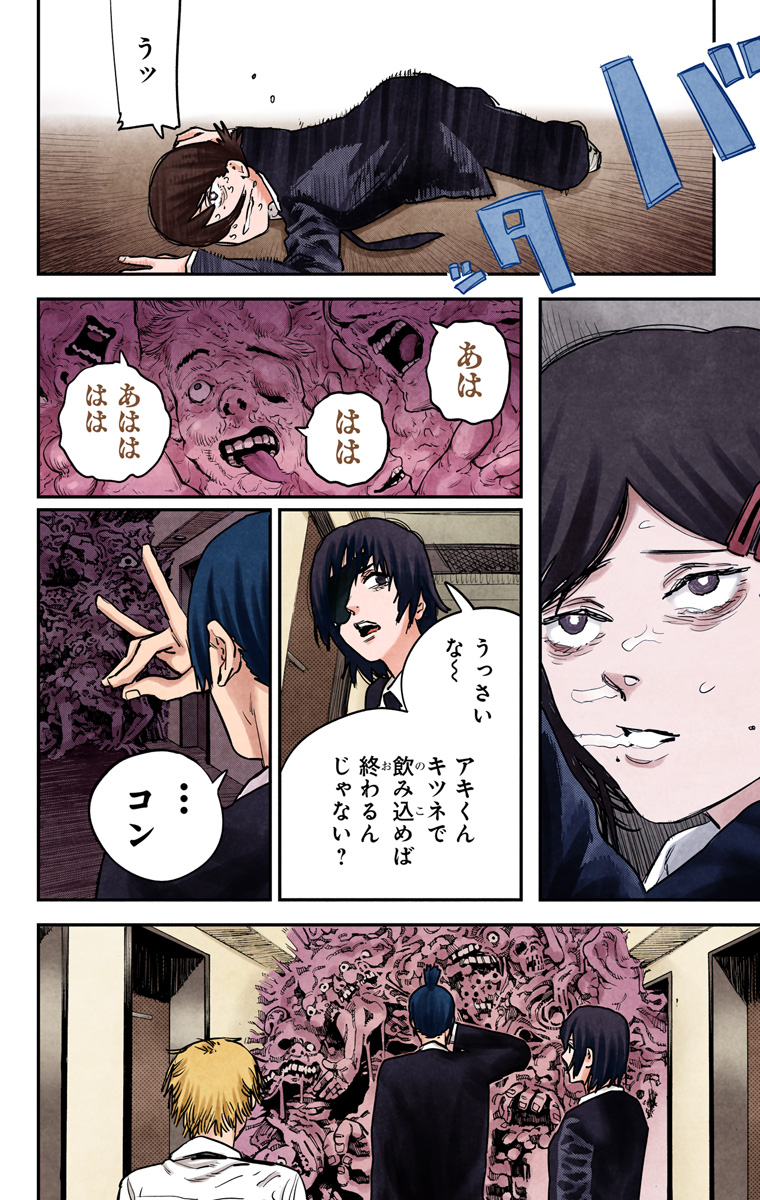 バタッ
うッ
あは
はは
あはは
はは
うっさい
な〜
アキくん
キツネで
飲み込めば
終わるん
じゃない?
…
コン